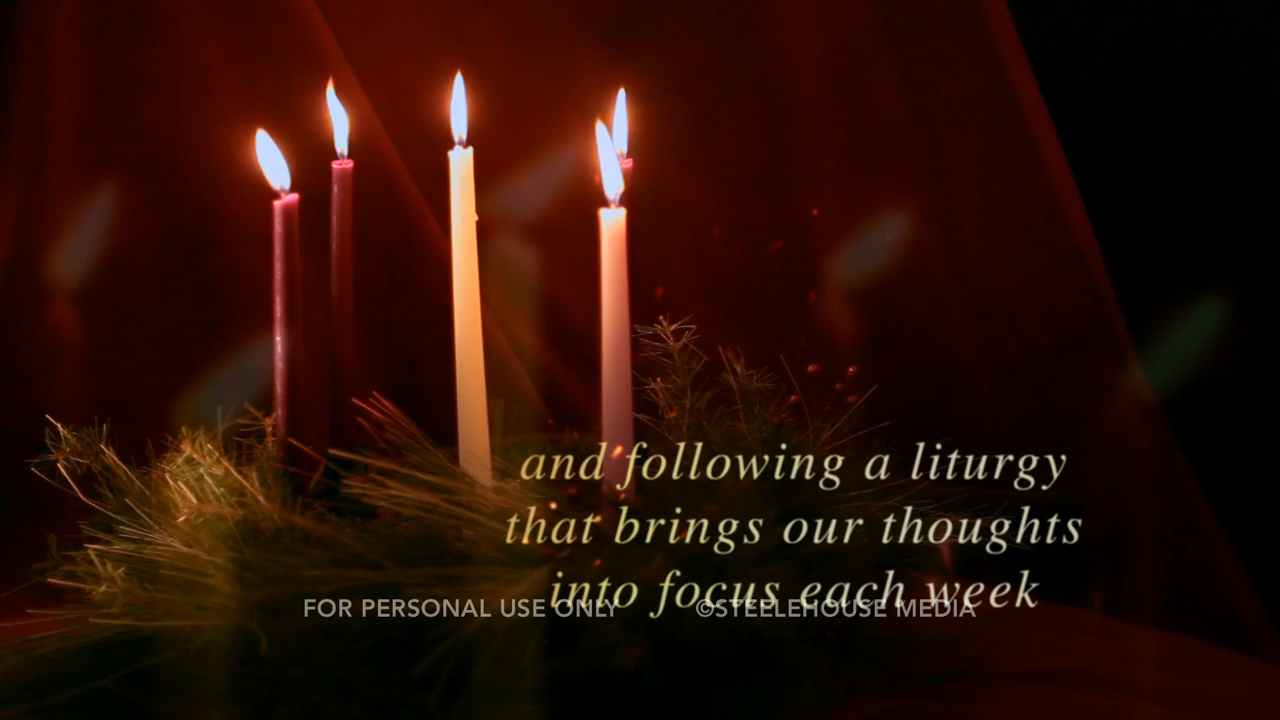 and following a liturgy
that brings our thoughts
into focus each week
FOR PERSONAL USE ONLY ©STEELEHOUSE MEDIA